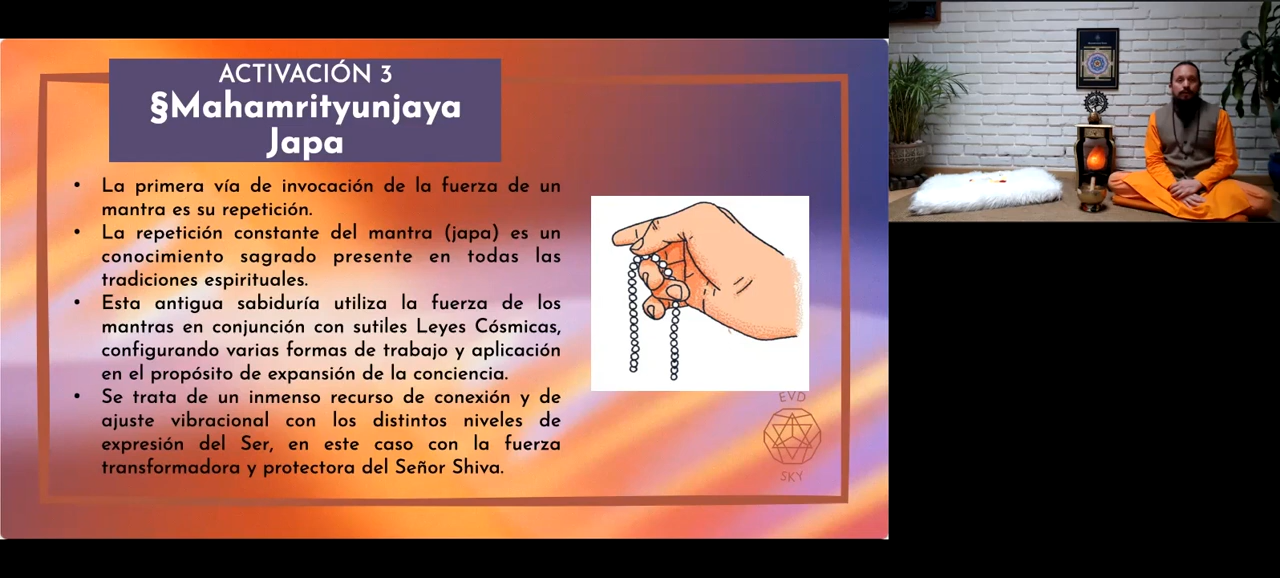 ACTIVACIÓN 3
§Mahamrityunjaya
Japa
• La primera vía de invocación de la fuerza de un
mantra es su repetición.
• La repetición constante del mantra (japa) es un
conocimiento sagrado presente en todas las
tradiciones espirituales.
• Esta antigua sabiduría utiliza la fuerza de los
mantras en conjunción con sutiles Leyes Cósmicas,
configurando varias formas de trabajo y aplicación
en el propósito de expansión de la conciencia.
• Se trata de un inmenso recurso de conexión y de
ajuste vibracional con los distintos niveles de
expresión del Ser, en este caso con la fuerza
transformadora y protectora del Señor Shiva.
EVD
SKY